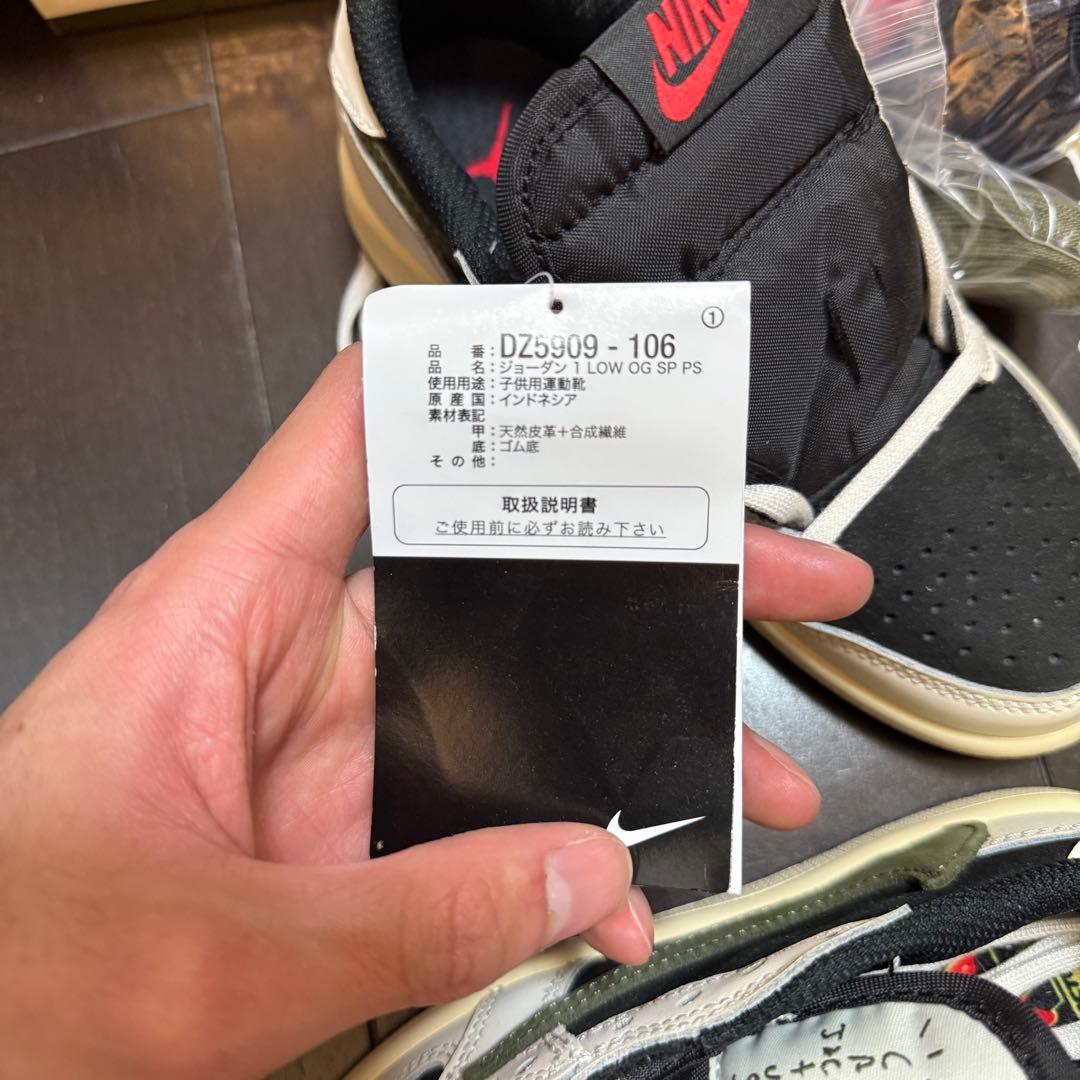 NIKE
①
品番：DZ5909 - 106
品名：ジョーダン 1 LOW OG SP PS
使用用途：子供用運動靴
原産国：インドネシア
素材表記
甲：天然皮革＋合成繊維
底：ゴム底
その他：
取扱説明書
ご使用前に必ずお読み下さい
CACTUS